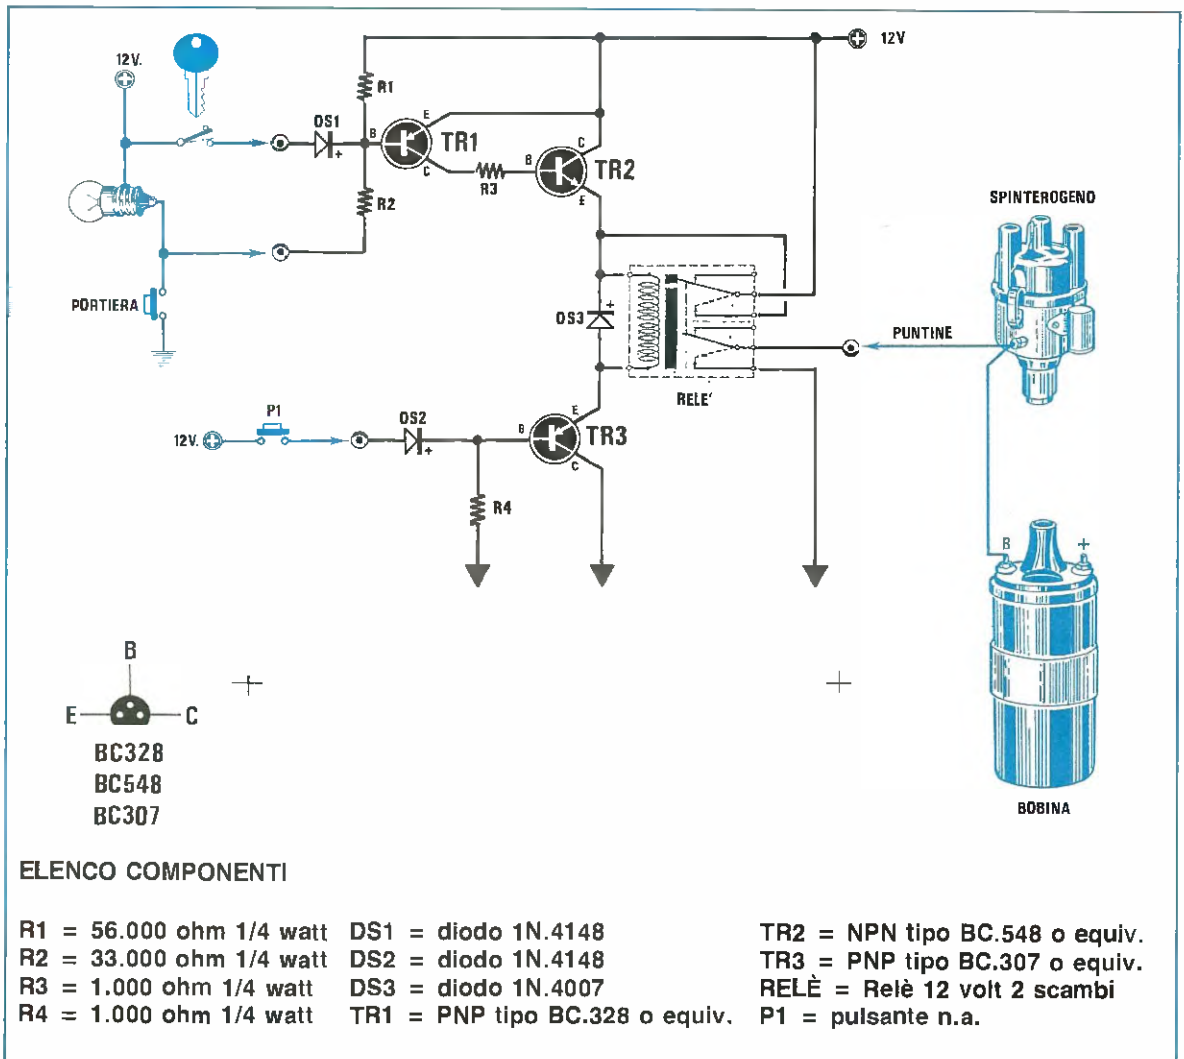 12V.
12V
R1
DS1
E
B
TR1
C
C
B
TR2
R3
E
R2
SPINTEROGENO
PORTIERA
DS3
PUNTINE
RELE'
P1
DS2
E
12V.
B
TR3
C
R4
B
+
B
E
C
BC328
BC548
BC307
BOBINA
ELENCO COMPONENTI
R1 = 56.000 ohm 1/4 watt
R2 = 33.000 ohm 1/4 watt
R3 = 1.000 ohm 1/4 watt
R4 = 1.000 ohm 1/4 watt
DS1 = diodo 1N.4148
DS2 = diodo 1N.4148
DS3 = diodo 1N.4007
TR1 = PNP tipo BC.328 o equiv.
TR2 = NPN tipo BC.548 o equiv.
TR3 = PNP tipo BC.307 o equiv.
RELÈ = Relè 12 volt 2 scambi
P1 = pulsante n.a.